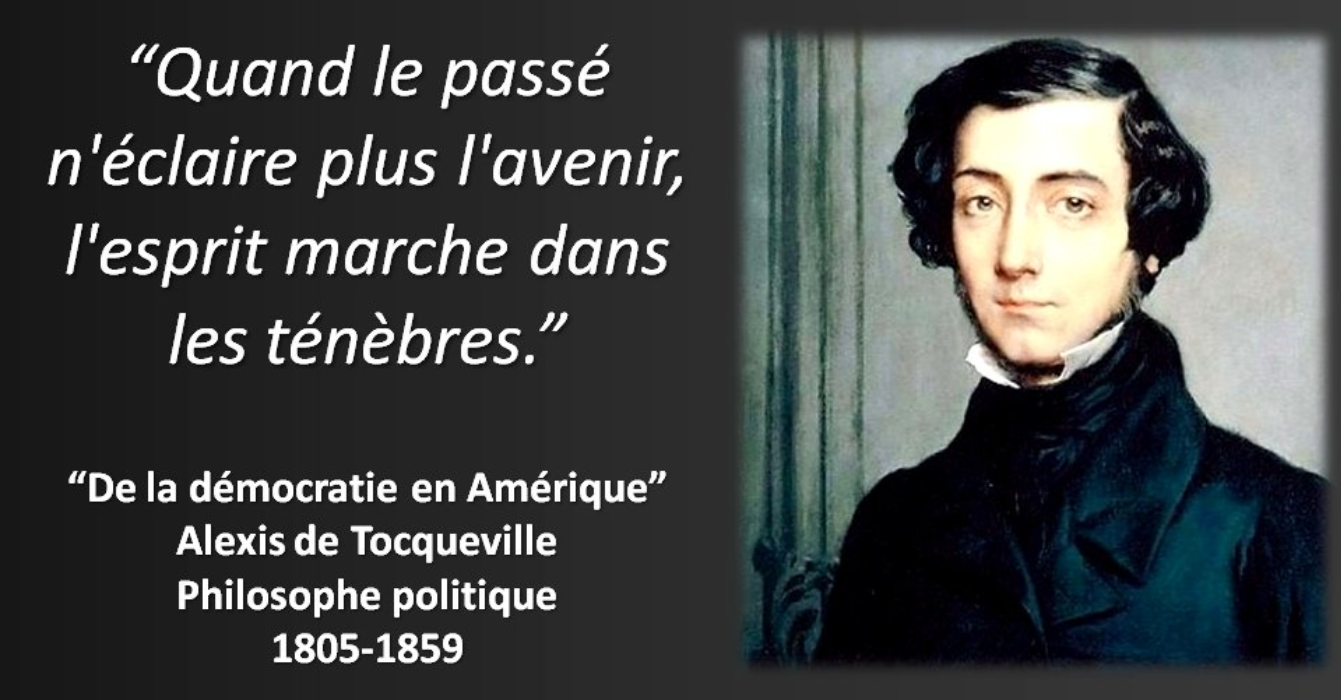 “Quand le passé
n'éclaire plus l'avenir,
l'esprit marche dans
les ténèbres.”
“De la démocratie en Amérique”
Alexis de Tocqueville
Philosophe politique
1805-1859